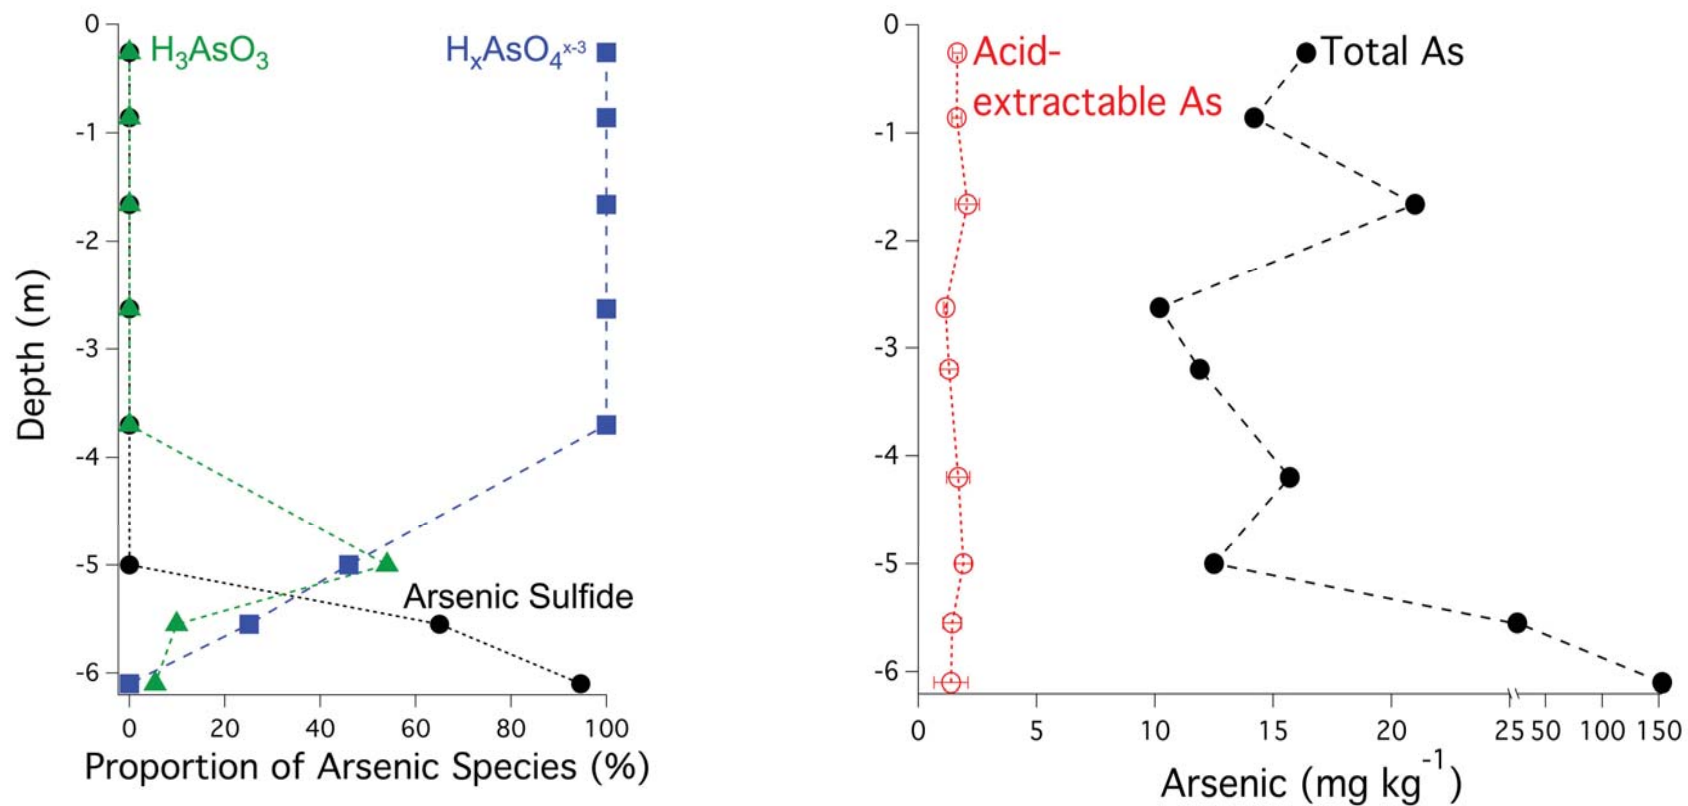 0
H₃AsO₃
HₓAsO₄ˣ⁻³
-1
-2
-3
-4
-5
-6
Depth (m)
Arsenic Sulfide
0 20 40 60 80 100
Proportion of Arsenic Species (%)
0
Acid-
extractable As
Total As
-1
-2
-3
-4
-5
-6
0 5 10 15 20 25 50 100 150
Arsenic (mg kg⁻¹)